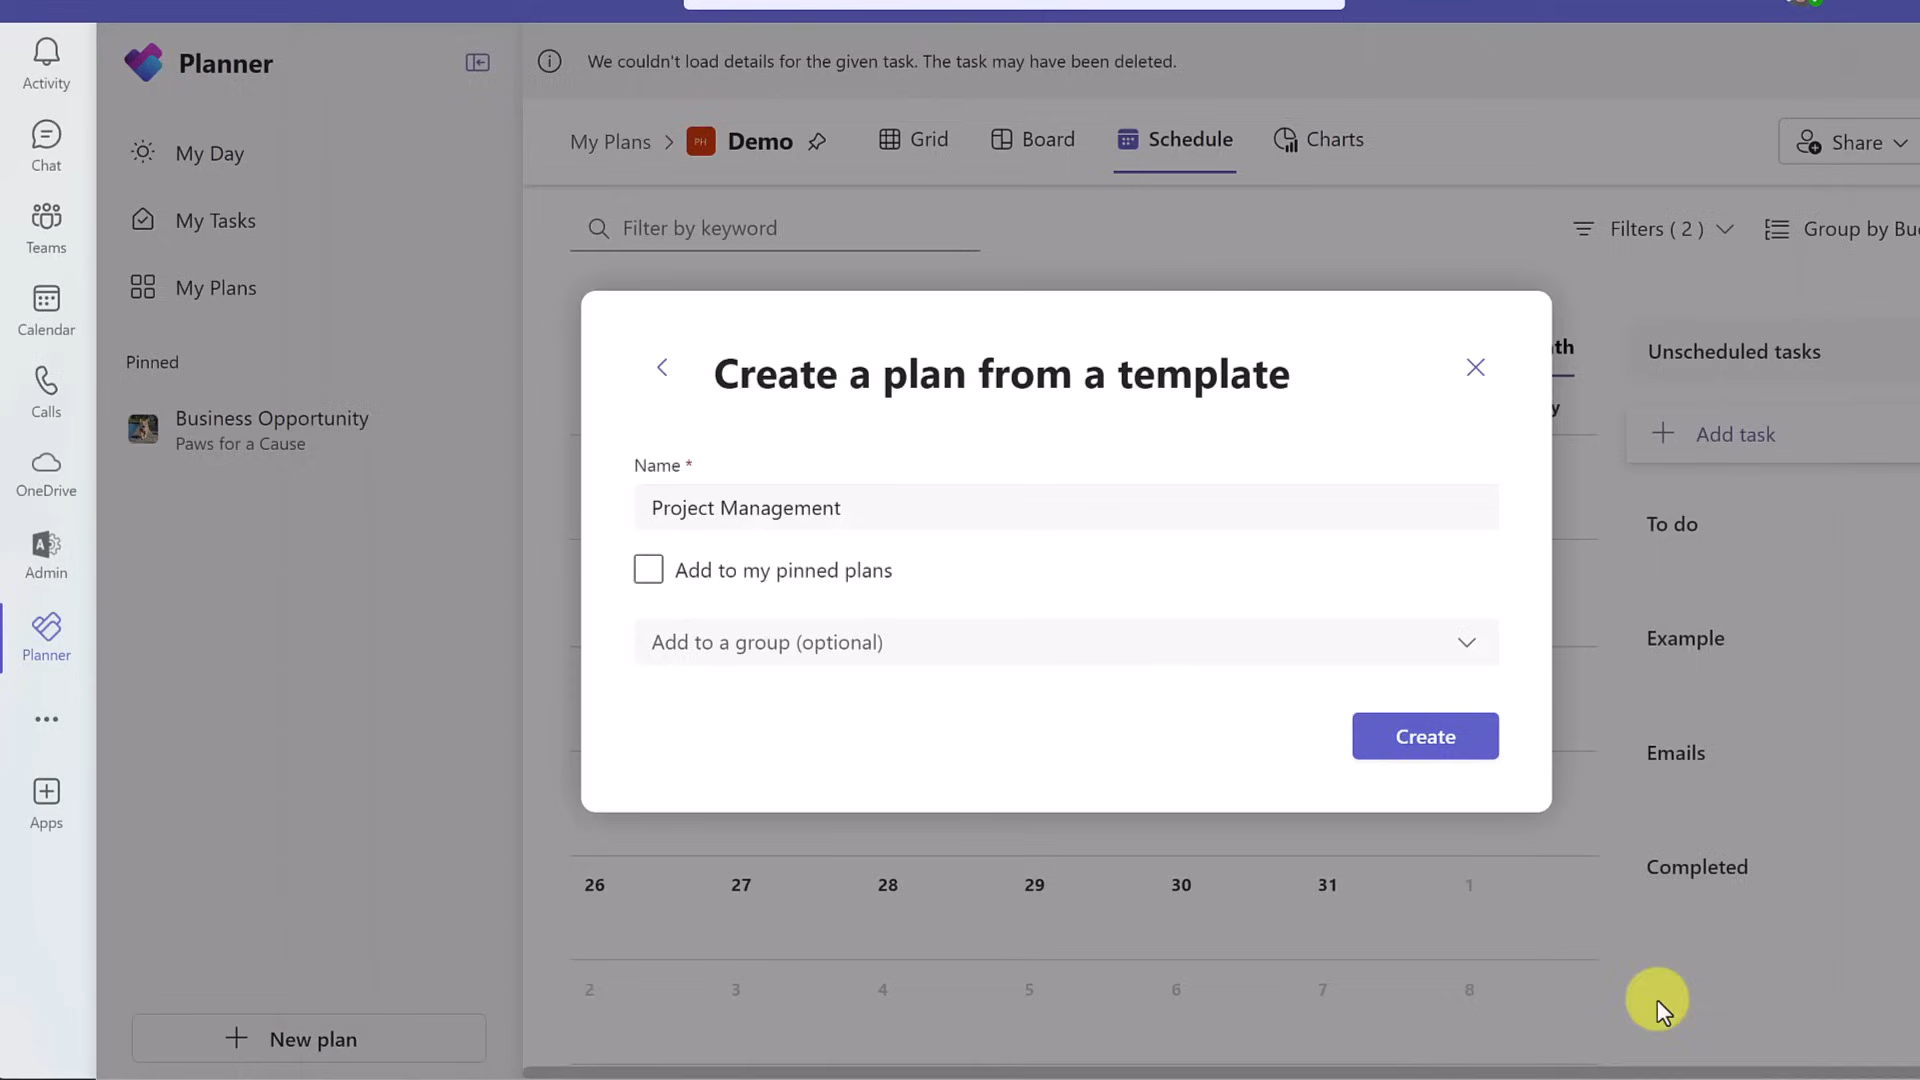 Activity
Chat
Teams
Calendar
Calls
OneDrive
Admin
Planner
Apps
Planner
My Day
My Tasks
My Plans
Pinned
Business Opportunity
Paws for a Cause
New plan
We couldn't load details for the given task. The task may have been deleted.
My Plans > PH Demo
Grid
Board
Schedule
Charts
Share
Filter by keyword
Filters ( 2 )
Group by Buc
Create a plan from a template
Name *
Project Management
Add to my pinned plans
Add to a group (optional)
Create
th
y
26 27 28 29 30 31 1
2 3 4 5 6 7 8
Unscheduled tasks
Add task
To do
Example
Emails
Completed